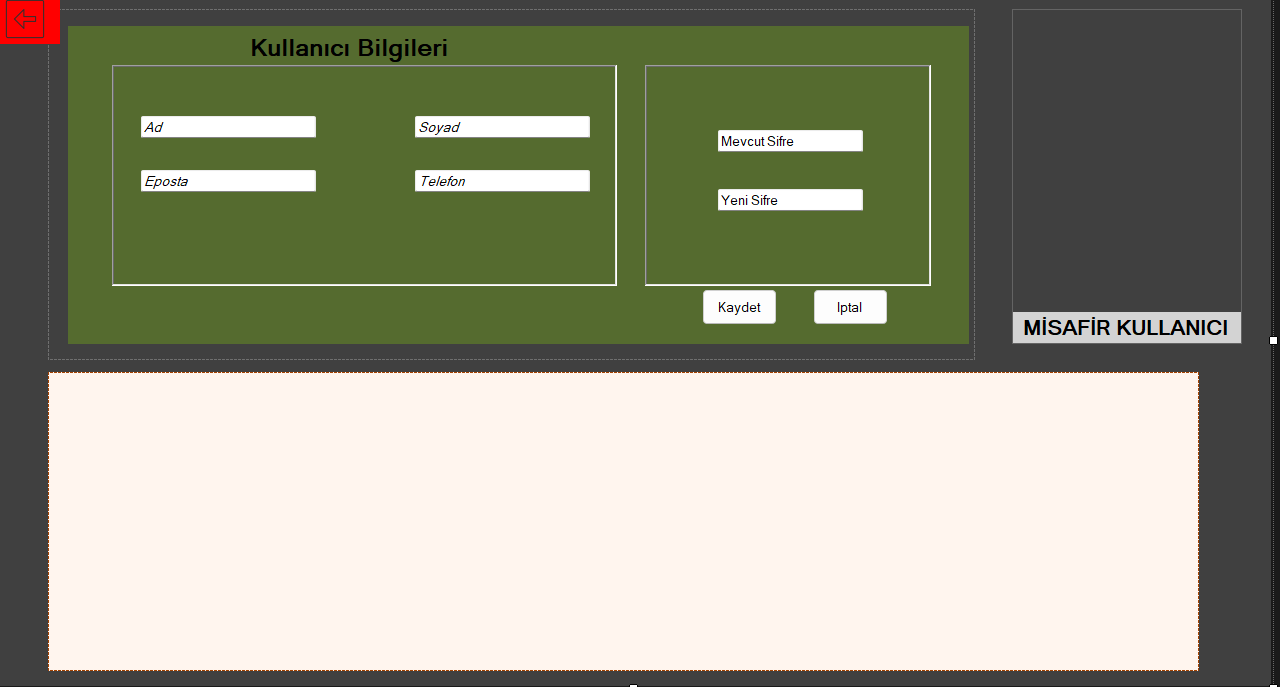 Kullanıcı Bilgileri
Ad
Soyad
Eposta
Telefon
Mevcut Sifre
Yeni Sifre
Kaydet
Iptal
MİSAFİR KULLANICI